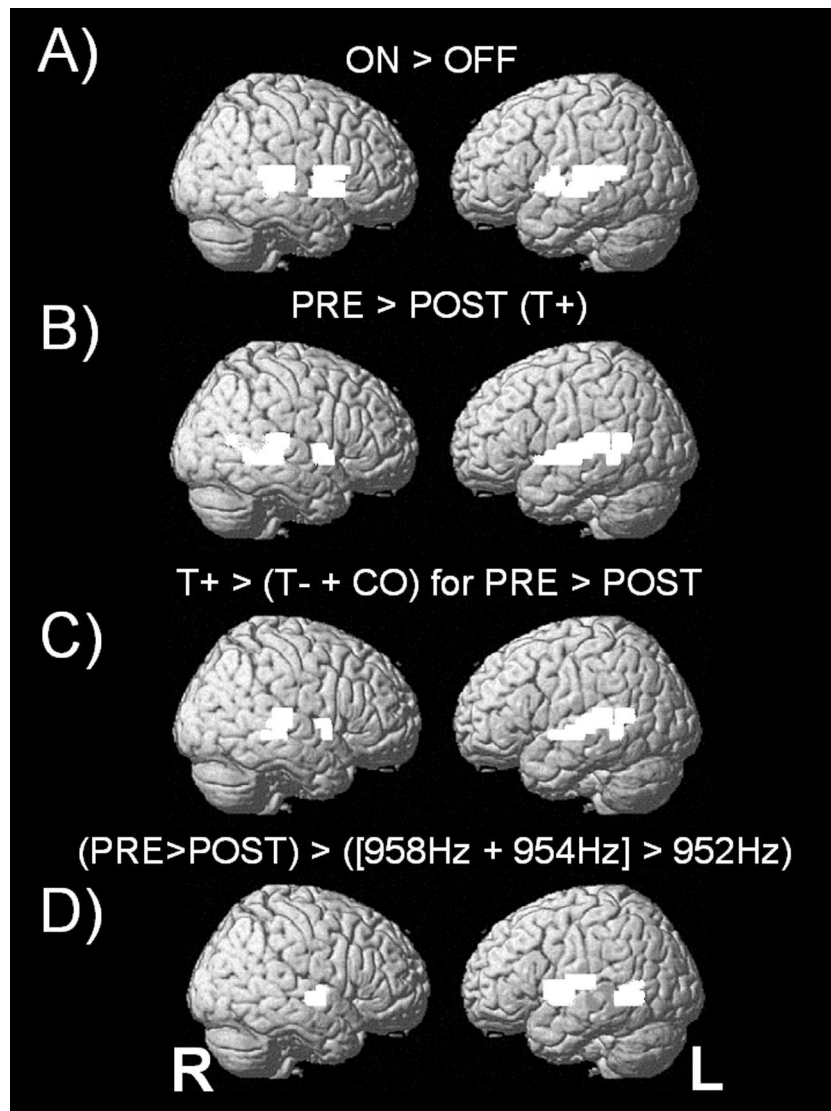 A)
ON > OFF
B)
PRE > POST (T+)
C)
T+ > (T- + CO) for PRE > POST
D)
(PRE>POST) > ([958Hz + 954Hz] > 952Hz)
R
L